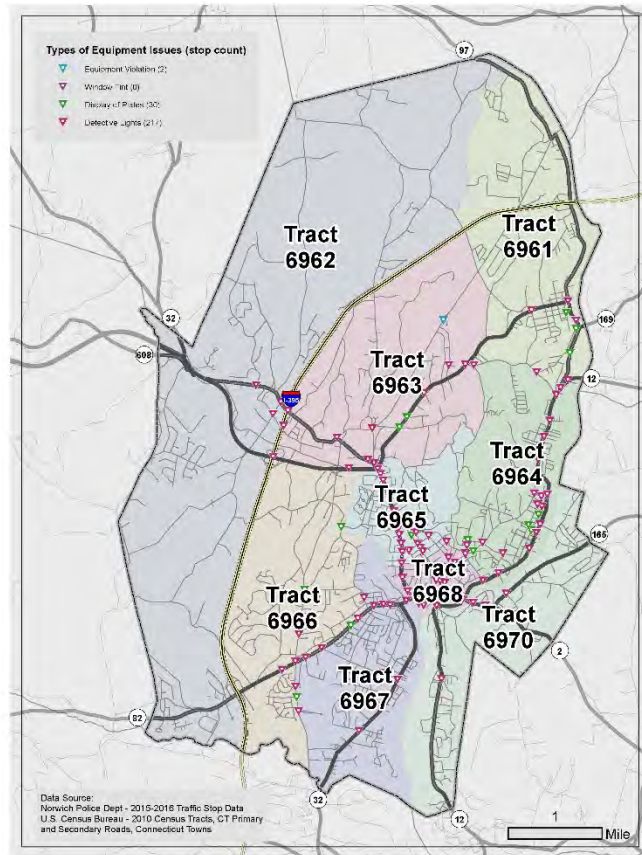 Types of Equipment Issues (stop count)
Equipment Violation (2)
Window Tint (8)
Display of Plates (30)
Defective Lights (217)
97
Tract
6961
Tract
6962
32
608
169
Tract
6963
I-395
12
Tract
6964
Tract
6965
165
Tract
6968
Tract
6966
Tract
6970
2
Tract
6967
82
Data Source:
Norwich Police Dept - 2015-2016 Traffic Stop Data
U.S. Census Bureau - 2010 Census Tracts, CT Primary
and Secondary Roads, Connecticut Towns
32
12
1
Mile